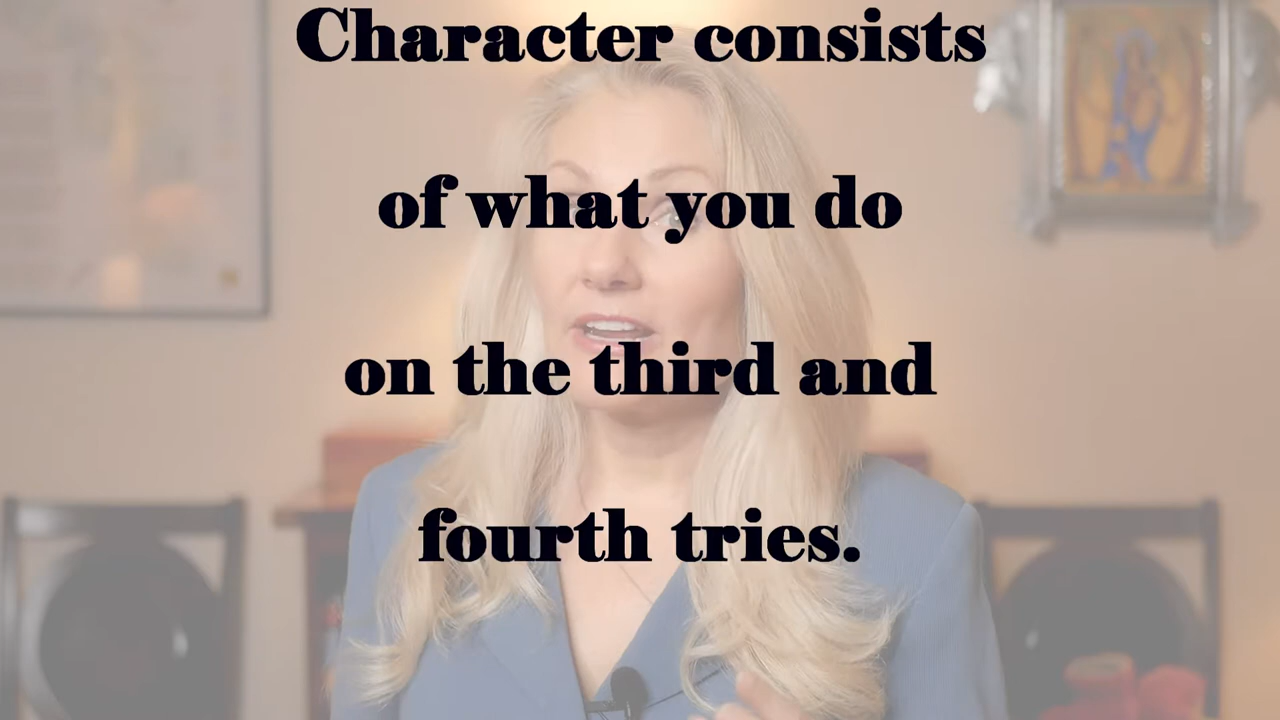 Character consists
of what you do
on the third and
fourth tries.